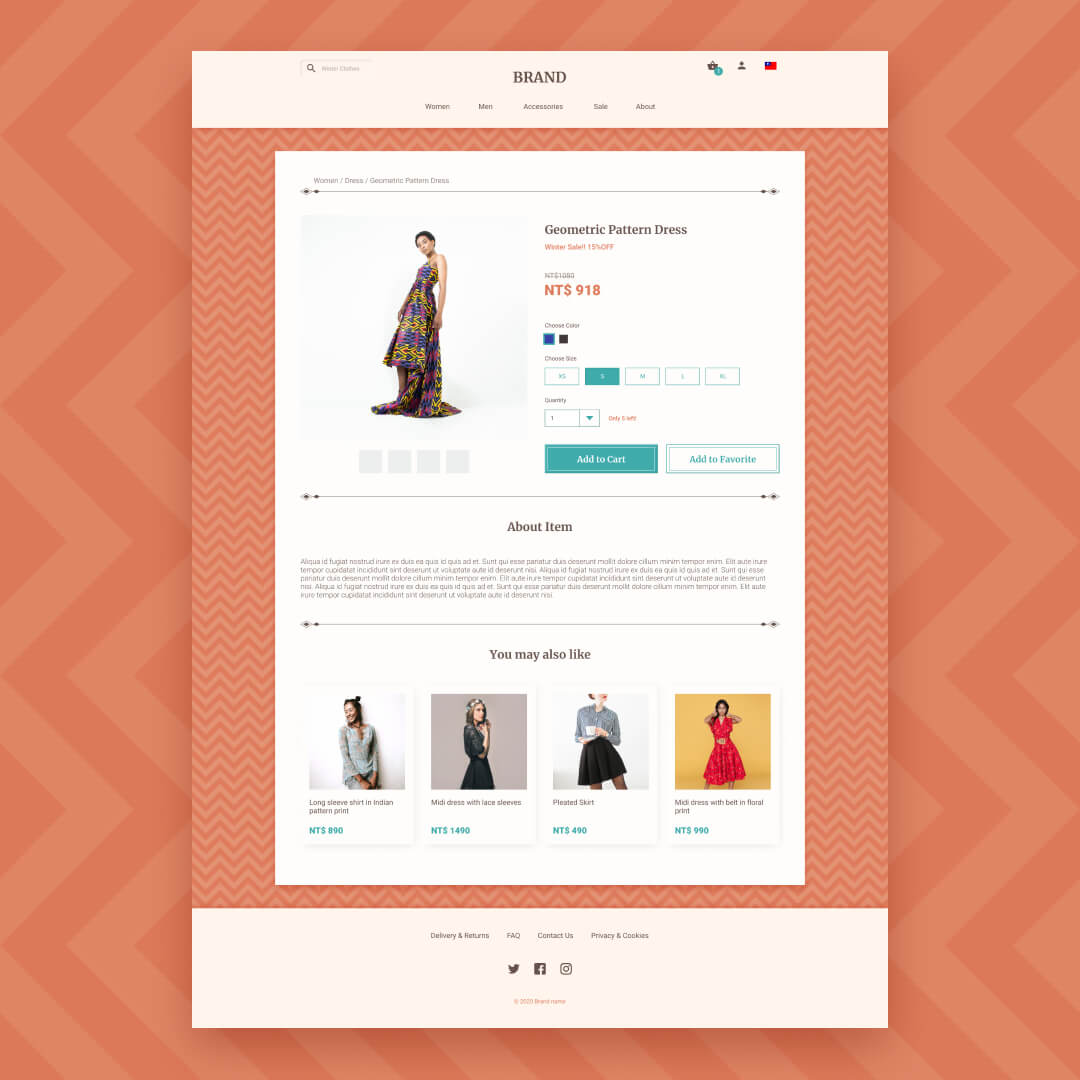 Winter Clothes
1
BRAND
Women Men Accessories Sale About
Women / Dress / Geometric Pattern Dress
Geometric Pattern Dress
Winter Sale!! 15%OFF
NT$1080
NT$ 918
Choose Color
Choose Size
XS S M L XL
Quantity
1
Only 5 left!
Add to Cart Add to Favorite
About Item
Aliqua id fugiat nostrud irure ex duis ea quis id quis ad et. Sunt qui esse pariatur duis deserunt mollit dolore cillum minim tempor enim. Elit aute irure
tempor cupidatat incididunt sint deserunt ut voluptate aute id deserunt nisi. Aliqua id fugiat nostrud irure ex duis ea quis id quis ad et. Sunt qui esse
pariatur duis deserunt mollit dolore cillum minim tempor enim. Elit aute irure tempor cupidatat incididunt sint deserunt ut voluptate aute id deserunt
nisi. Aliqua id fugiat nostrud irure ex duis ea quis id quis ad et. Sunt qui esse pariatur duis deserunt mollit dolore cillum minim tempor enim. Elit aute
irure tempor cupidatat incididunt sint deserunt ut voluptate aute id deserunt nisi.
You may also like
Long sleeve shirt in Indian
pattern print
NT$ 890
Midi dress with lace sleeves
NT$ 1490
Pleated Skirt
NT$ 490
Midi dress with belt in floral
print
NT$ 990
Delivery & Returns FAQ Contact Us Privacy & Cookies
© 2020 Brand name